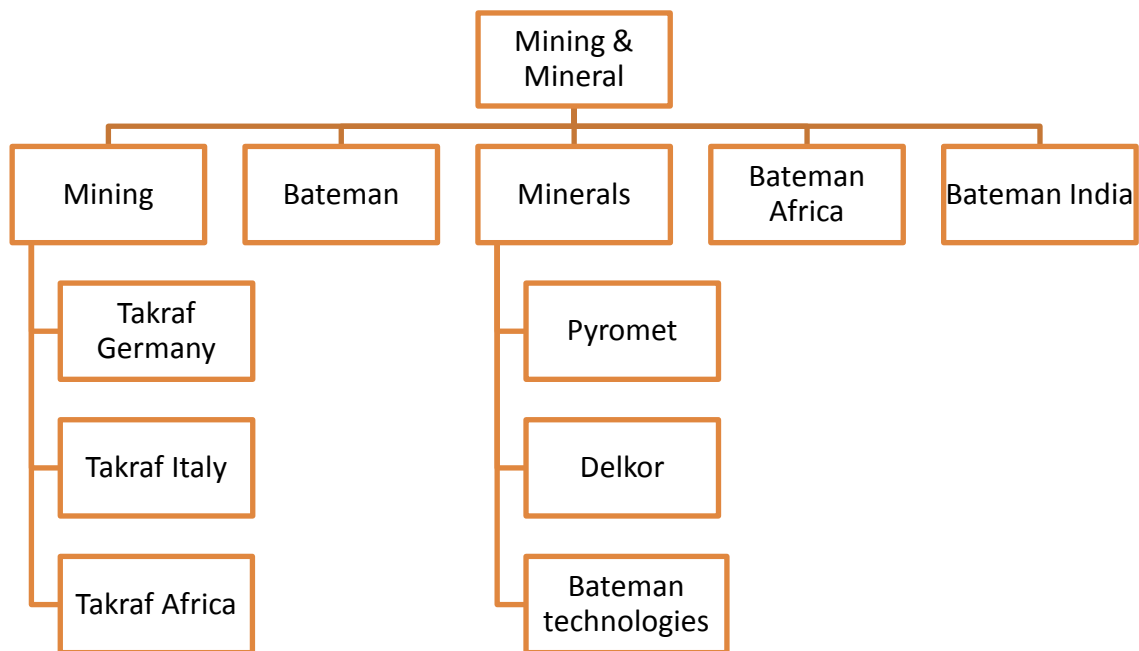 Mining &
Mineral
Mining
Bateman
Minerals
Bateman
Africa
Bateman India
Takraf
Germany
Pyromet
Takraf Italy
Delkor
Takraf Africa
Bateman
technologies